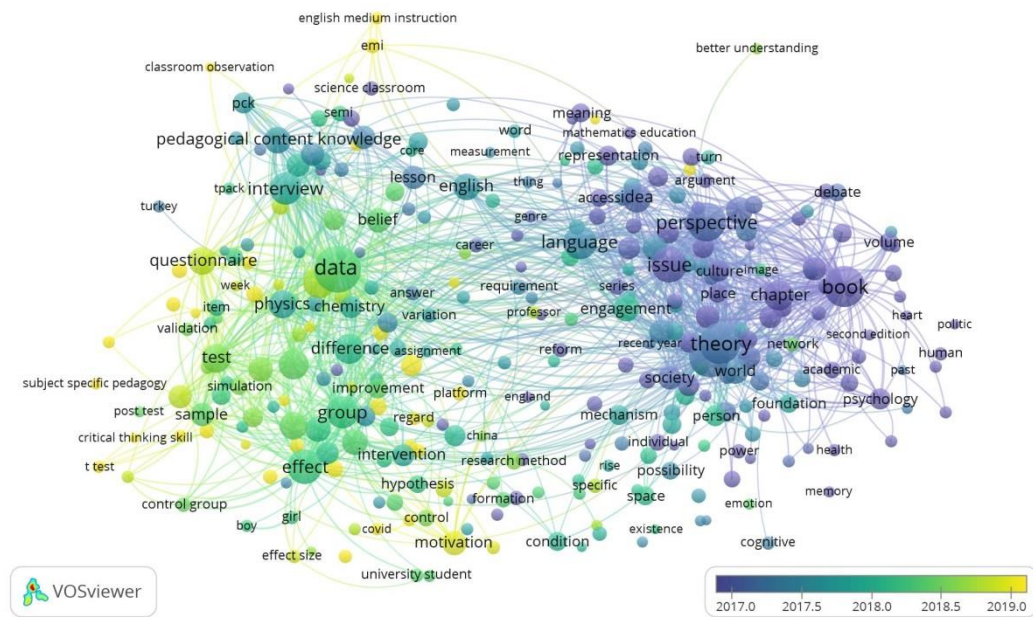 english medium instruction
emi
better understanding
classroom observation
science classroom
pck
semi
meaning
word
mathematics education
pedagogical content knowledge
core
measurement
representation
turn
tpack
interview
lesson
english
thing
access
idea
argument
debate
turkey
belief
genre
perspective
career
language
volume
questionnaire
data
issue
culture
image
week
answer
requirement
series
place
chapter
book
item
physics
chemistry
variation
professor
engagement
heart
validation
second edition
politic
test
difference
assignment
reform
recent year
theory
network
human
subject specific pedagogy
simulation
improvement
platform
england
society
world
academic
past
post test
sample
group
regard
mechanism
person
foundation
psychology
critical thinking skill
china
individual
t test
effect
intervention
research method
rise
possibility
power
health
hypothesis
specific
control group
formation
space
emotion
memory
boy
girl
covid
control
existence
effect size
motivation
condition
cognitive
university student
VOSviewer
2017.0 2017.5 2018.0 2018.5 2019.0